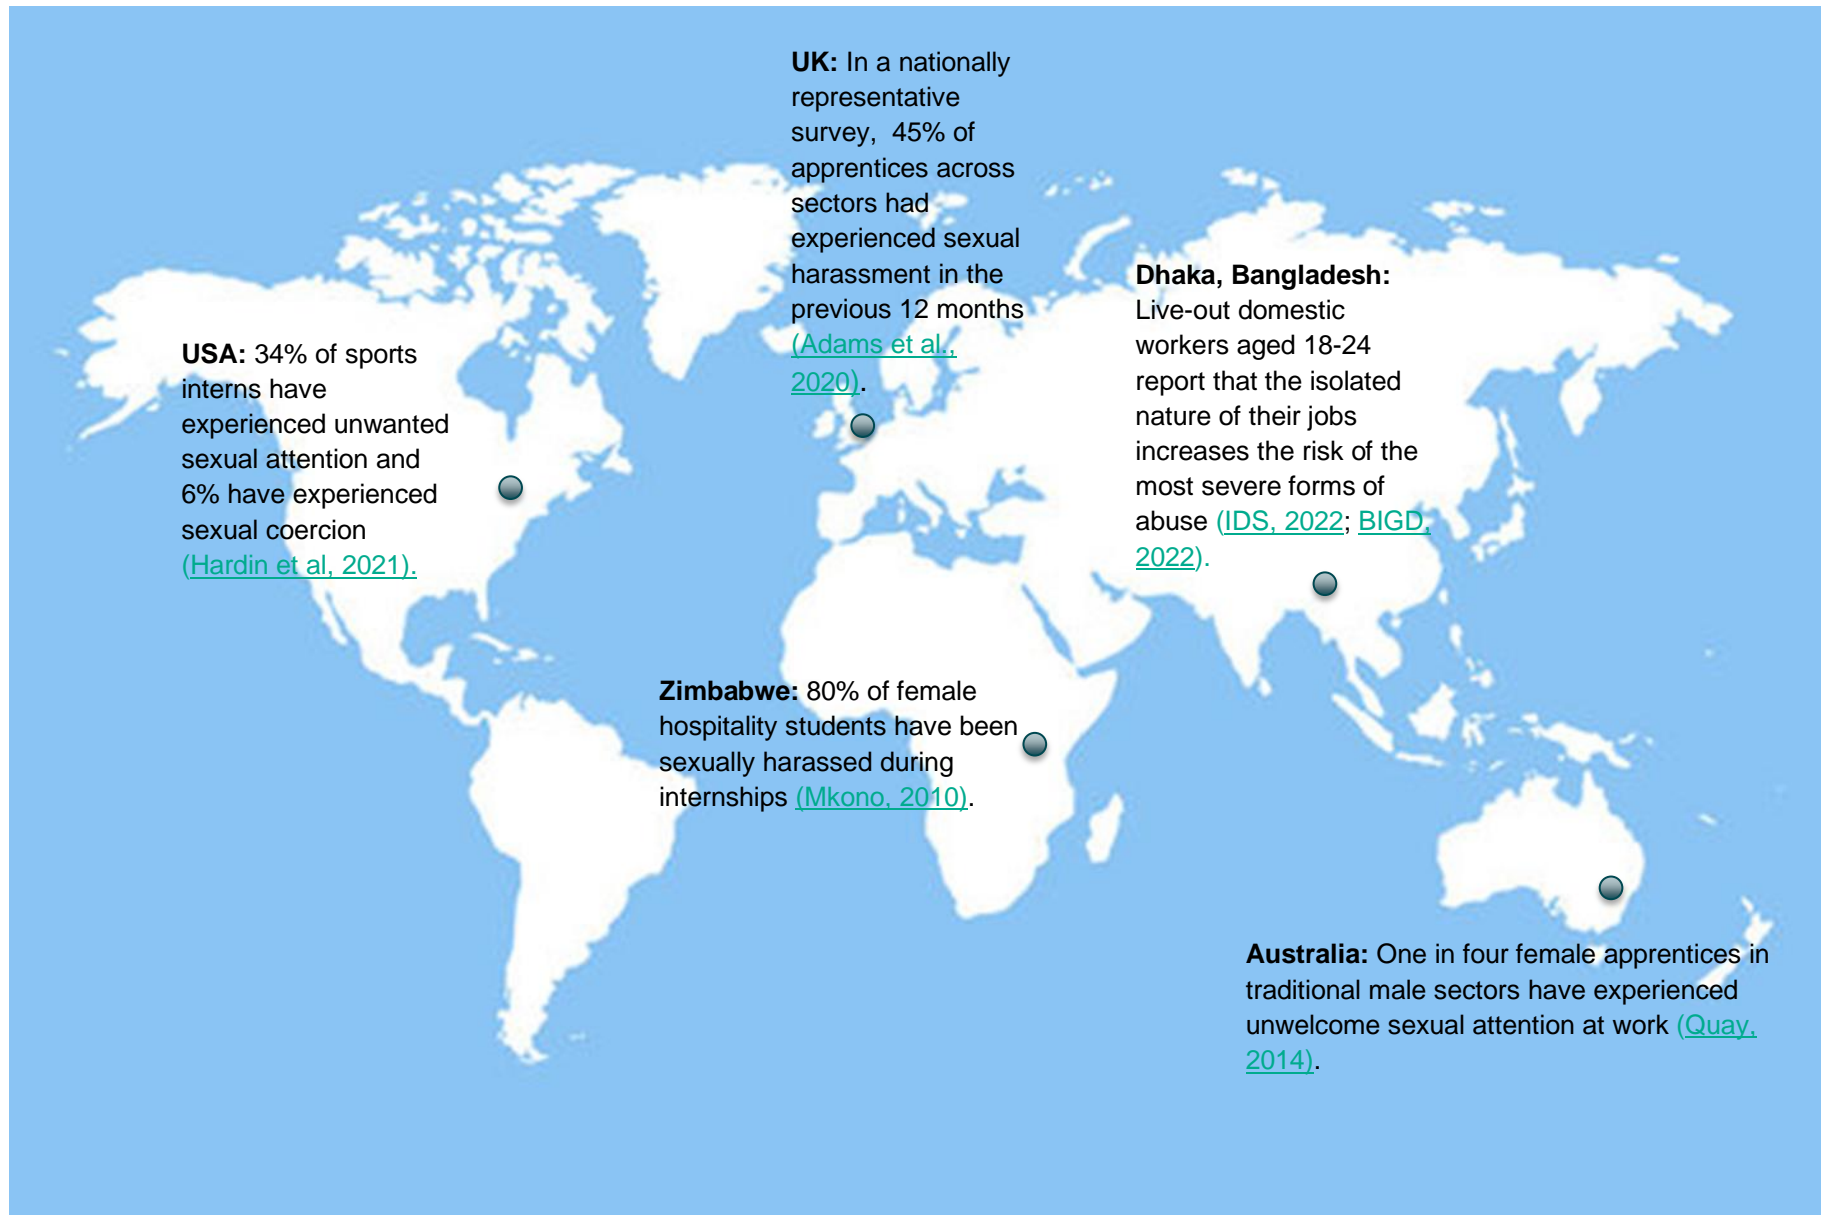 UK: In a nationally
representative
survey,  45% of
apprentices across
sectors had
experienced sexual
harassment in the
previous 12 months
(Adams et al.,
2020).
Dhaka, Bangladesh:
Live-out domestic
workers aged 18-24
report that the isolated
nature of their jobs
increases the risk of the
most severe forms of
abuse (IDS, 2022; BIGD,
2022).
USA: 34% of sports
interns have
experienced unwanted
sexual attention and
6% have experienced
sexual coercion
(Hardin et al, 2021).
Zimbabwe: 80% of female
hospitality students have been
sexually harassed during
internships (Mkono, 2010).
Australia: One in four female apprentices in
traditional male sectors have experienced
unwelcome sexual attention at work (Quay,
2014).